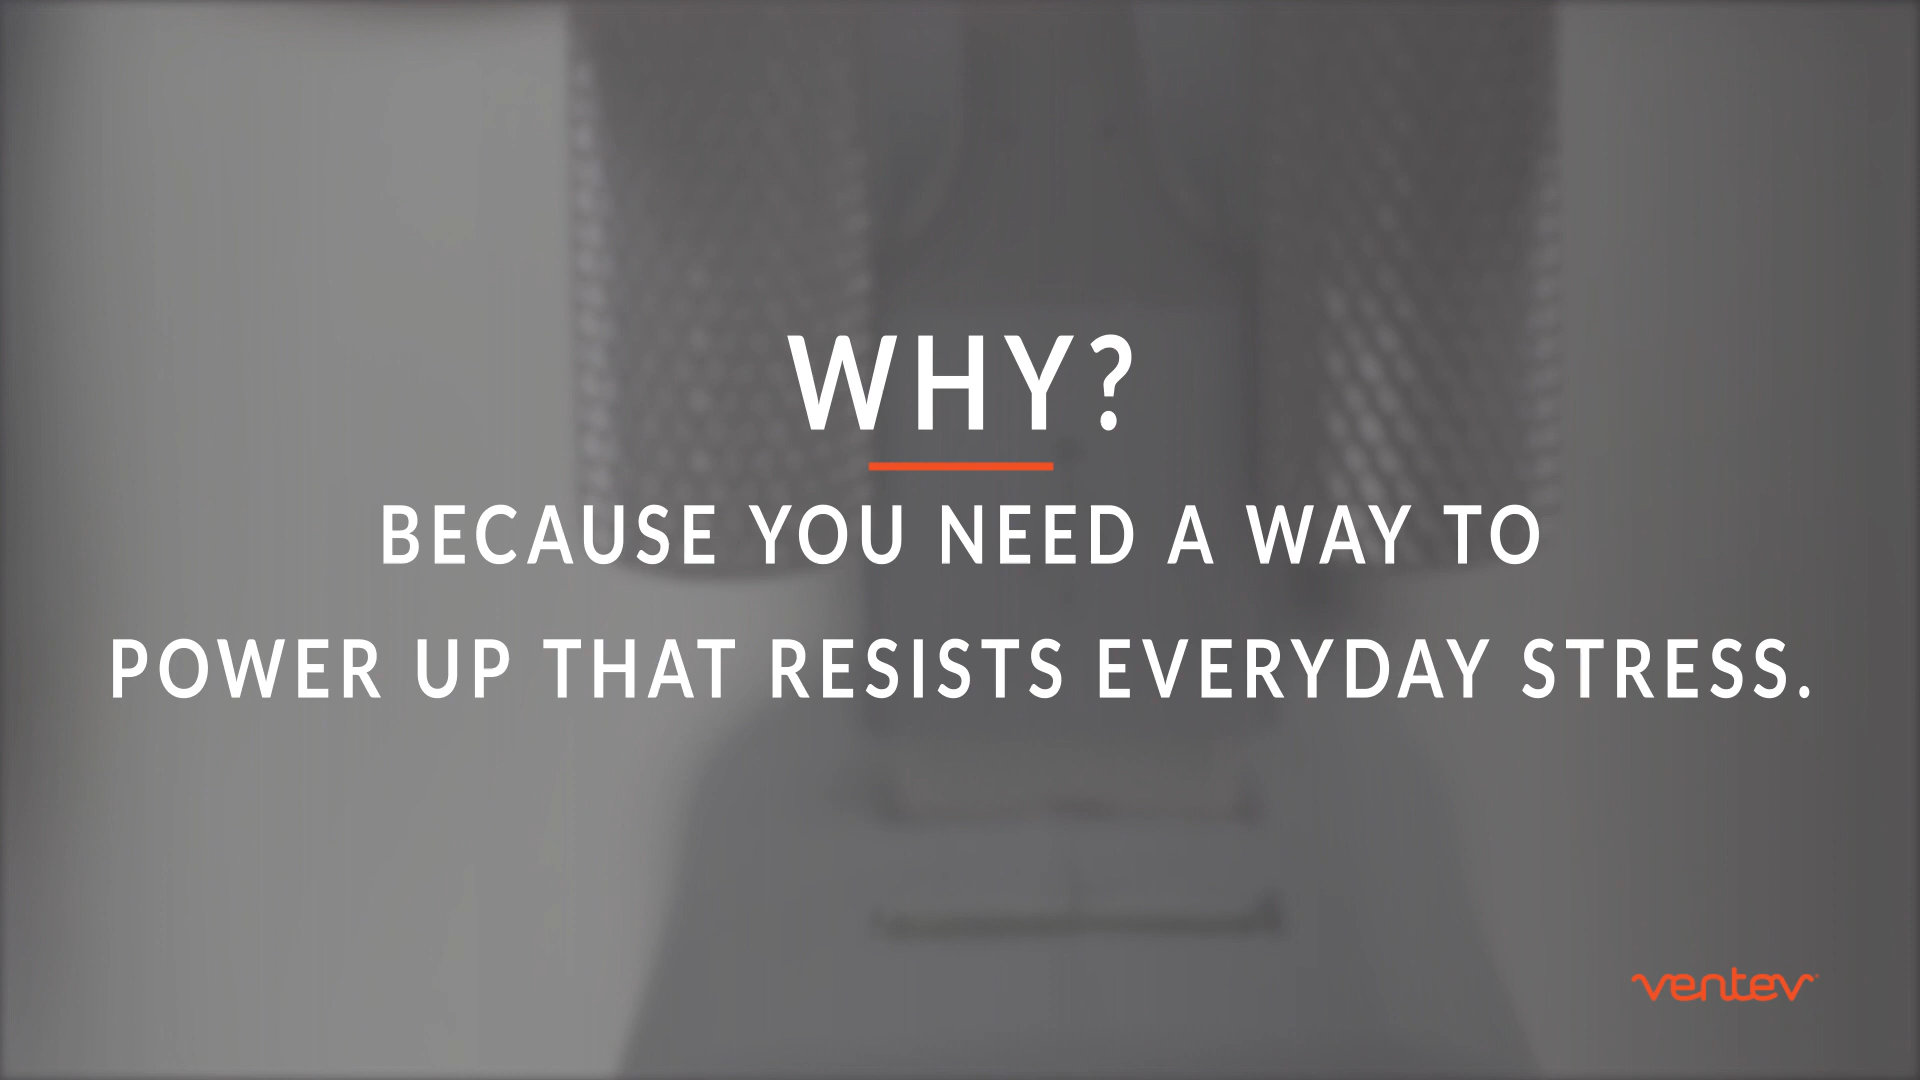 WHY?
BECAUSE YOU NEED A WAY TO
POWER UP THAT RESISTS EVERYDAY STRESS.
ventev